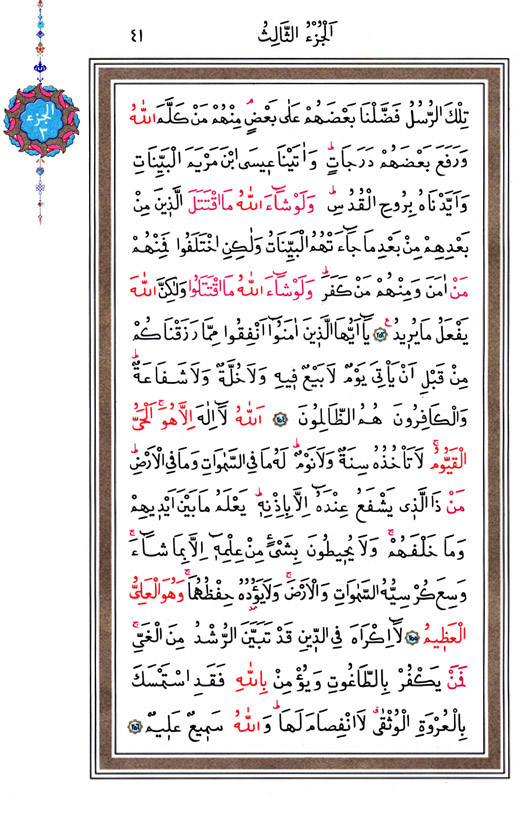 اَلْجُزْءُ الثَّالِثُ
٤١
الجزء
٣
تِلْكَ الرُّسُلُ فَضَّلْنَا بَعْضَهُمْ عَلٰى بَعْضٍۢ مِنْهُمْ مَنْ كَلَّمَ اللّٰهُ
وَرَفَعَ بَعْضَهُمْ دَرَجَاتٍۜ وَاٰتَيْنَا عِيسَى ابْنَ مَرْيَمَ الْبَيِّنَاتِ
وَاَيَّدْنَاهُ بِرُوحِ الْقُدُسِۜ وَلَوْ شَٓاءَ اللّٰهُ مَا اقْتَتَلَ الَّذِينَ مِنْ
بَعْدِهِمْ مِنْ بَعْدِ مَا جَٓاءَتْهُمُ الْبَيِّنَاتُ وَلٰكِنِ اخْتَلَفُوا فَمِنْهُمْ
مَنْ اٰمَنَ وَمِنْهُمْ مَنْ كَفَرَۜ وَلَوْ شَٓاءَ اللّٰهُ مَا اقْتَتَلُوا وَلٰكِنَّ اللّٰهَ
يَفْعَلُ مَا يُرِيدُ۟ ﴿٢٥٣﴾ يَٓا اَيُّهَا الَّذِينَ اٰمَنُٓوا اَنْفِقُوا مِمَّا رَزَقْنَاكُمْ
مِنْ قَبْلِ اَنْ يَأْتِيَ يَوْمٌ لَا بَيْعٌ فِيهِ وَلَا خُلَّةٌ وَلَا شَفَاعَةٌۜ
وَالْكَافِرُونَ هُمُ الظَّالِمُونَ ﴿٢٥٤﴾ اَللّٰهُ لَٓا اِلٰهَ اِلَّا هُوَۚ اَلْحَيُّ
الْقَيُّومُۚ لَا تَأْخُذُهُ سِنَةٌ وَلَا نَوْمٌۜ لَهُ مَا فِي السَّمٰوَاتِ وَمَا فِي الْاَرْضِۜ
مَنْ ذَا الَّذِي يَشْفَعُ عِنْدَهُٓ اِلَّا بِاِذْنِهِۜ يَعْلَمُ مَا بَيْنَ اَيْدِيهِمْ
وَمَا خَلْفَهُمْۚ وَلَا يُحِيطُونَ بِشَيْءٍ مِنْ عِلْمِهِٓ اِلَّا بِمَا شَٓاءَۚ
وَسِعَ كُرْسِيُّهُ السَّمٰوَاتِ وَالْاَرْضَۚ وَلَا يَؤُ۫دُهُ حِفْظُهُمَاۚ وَهُوَ الْعَلِيُّ
الْعَظِيمُ ﴿٢٥٥﴾ لَٓا اِكْرَاهَ فِي الدِّينِ قَدْ تَبَيَّنَ الرُّشْدُ مِنَ الْغَيِّۚ
فَمَنْ يَكْفُرْ بِالطَّاغُوتِ وَيُؤْمِنْ بِاللّٰهِ فَقَدِ اسْتَمْسَكَ
بِالْعُرْوَةِ الْوُثْقٰىۗ لَا انْفِصَامَ لَهَاۜ وَاللّٰهُ سَمِيعٌ عَلِيمٌ ﴿٢٥٦﴾